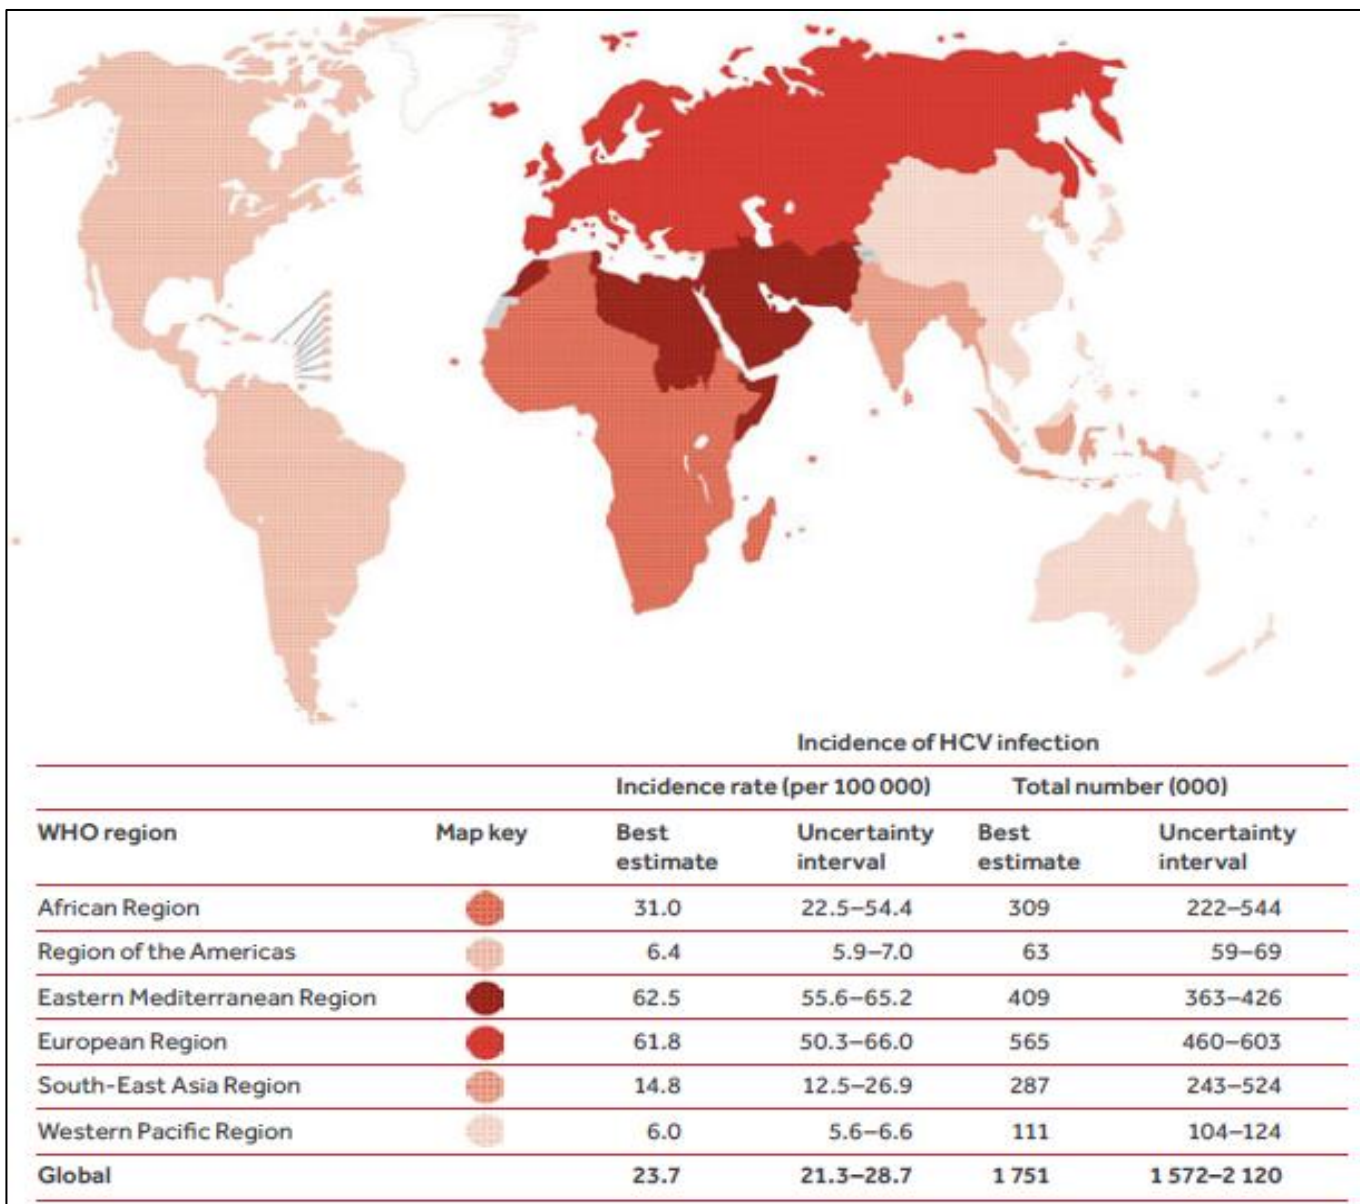 Incidence of HCV infection
Incidence rate (per 100 000) Total number (000)
WHO region Map key Best estimate Uncertainty interval Best estimate Uncertainty interval
African Region 31.0 22.5–54.4 309 222–544
Region of the Americas 6.4 5.9–7.0 63 59–69
Eastern Mediterranean Region 62.5 55.6–65.2 409 363–426
European Region 61.8 50.3–66.0 565 460–603
South-East Asia Region 14.8 12.5–26.9 287 243–524
Western Pacific Region 6.0 5.6–6.6 111 104–124
Global 23.7 21.3–28.7 1 751 1 572–2 120